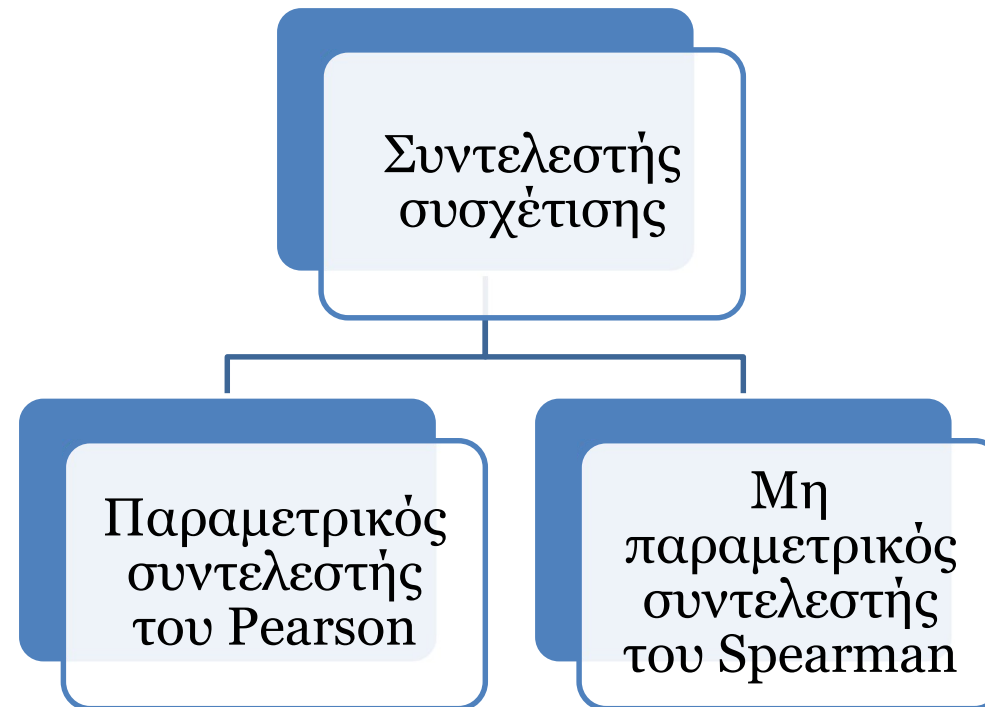 Συντελεστής
συσχέτισης
Παραμετρικός
συντελεστής
του Pearson
Μη
παραμετρικός
συντελεστής
του Spearman